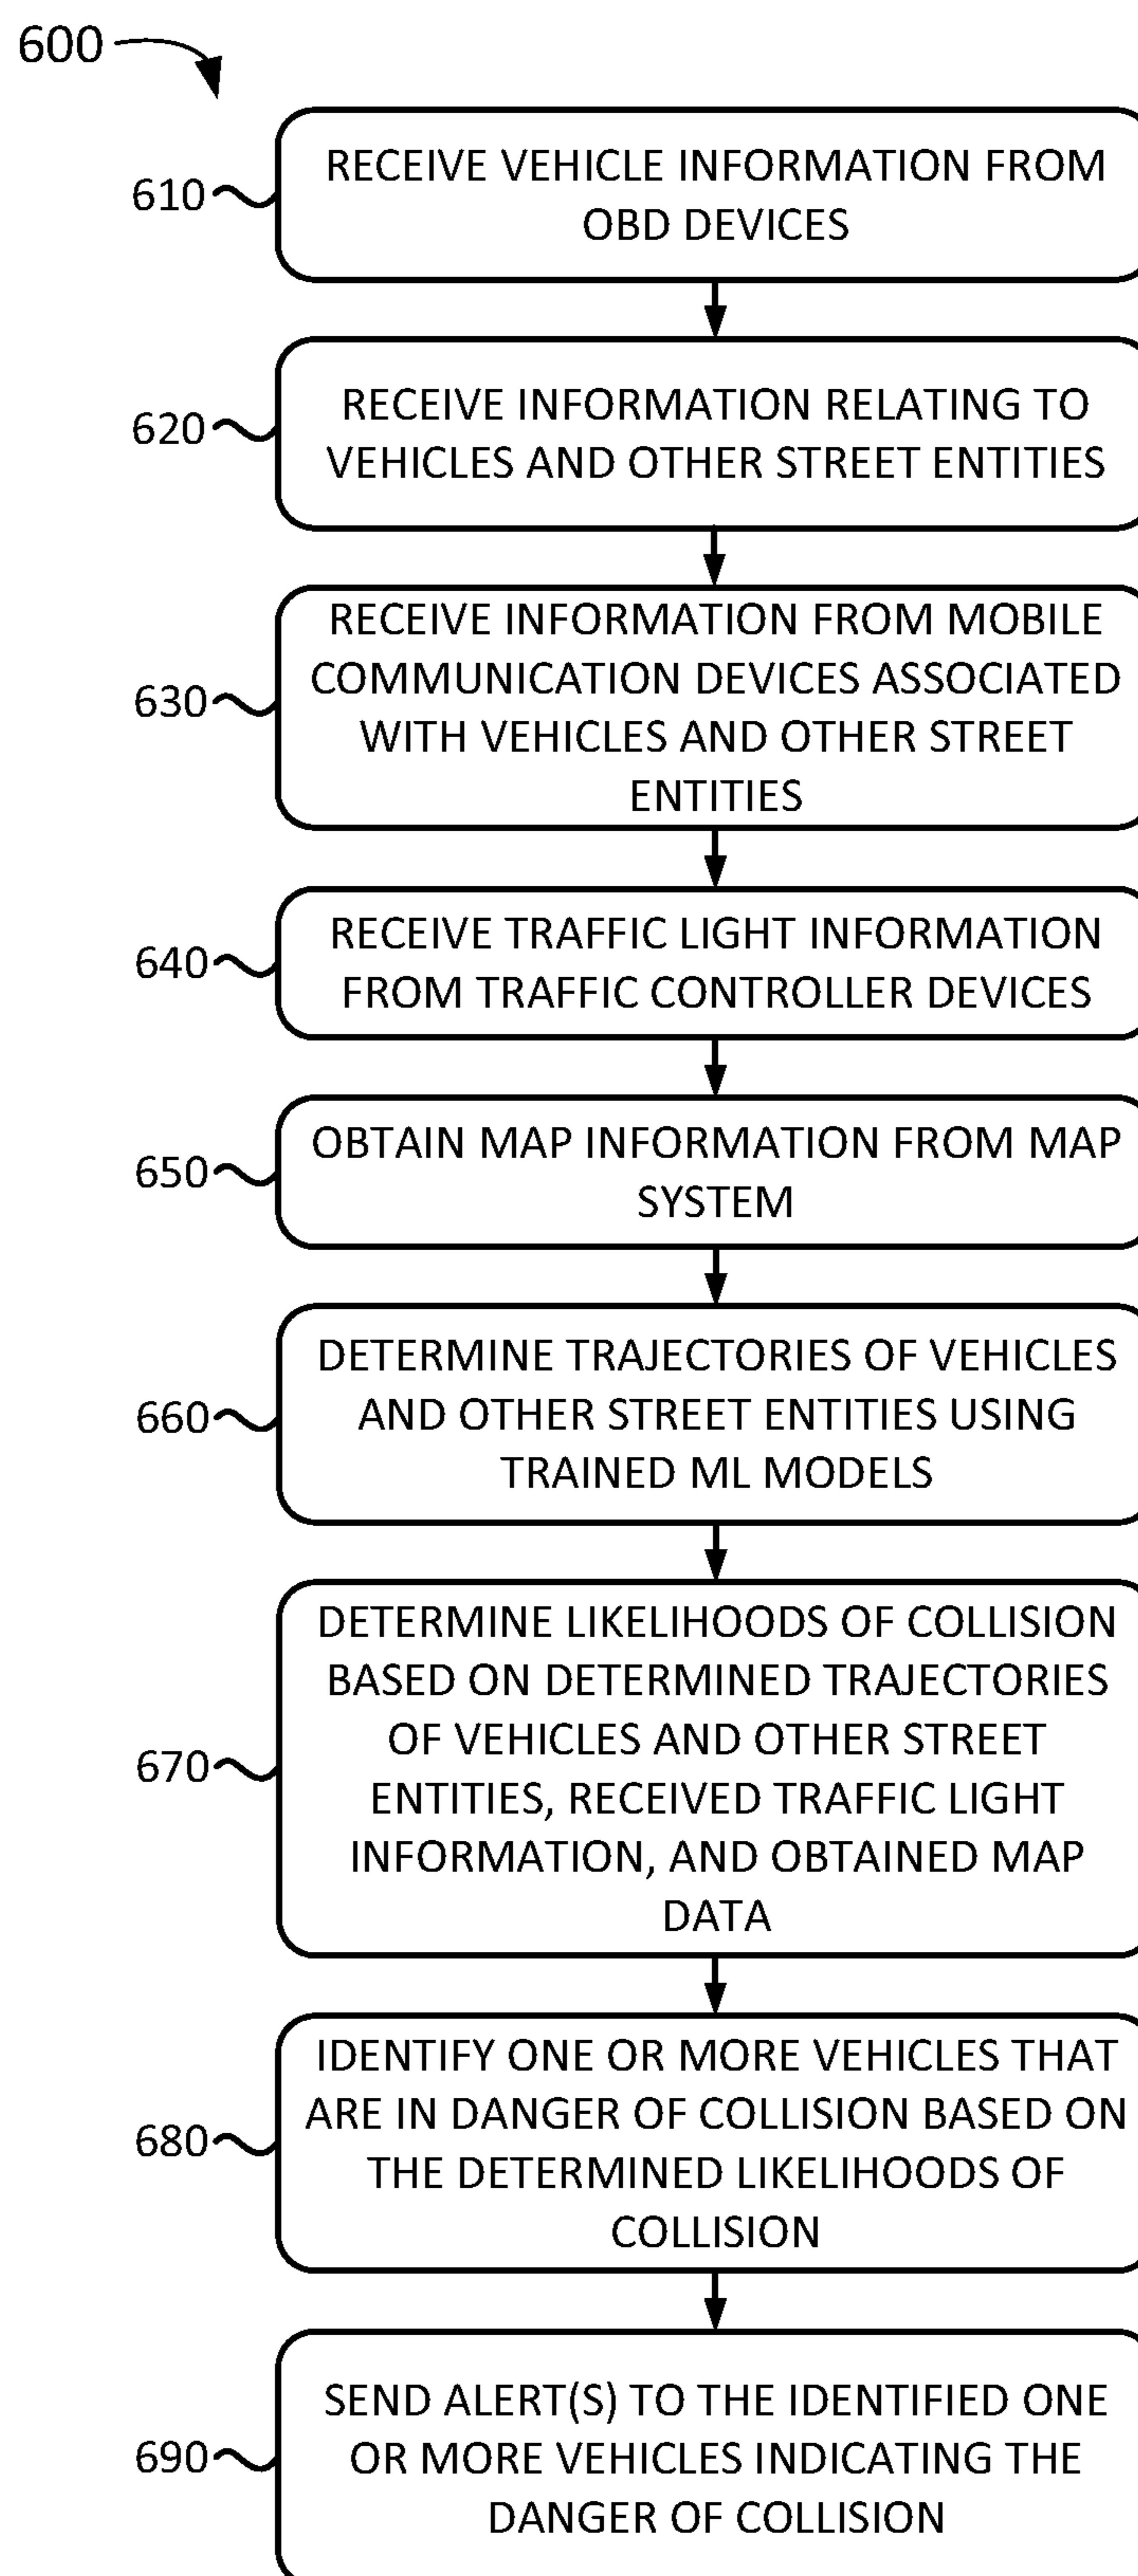 600
610
RECEIVE VEHICLE INFORMATION FROM
OBD DEVICES
620
RECEIVE INFORMATION RELATING TO
VEHICLES AND OTHER STREET ENTITIES
630
RECEIVE INFORMATION FROM MOBILE
COMMUNICATION DEVICES ASSOCIATED
WITH VEHICLES AND OTHER STREET
ENTITIES
640
RECEIVE TRAFFIC LIGHT INFORMATION
FROM TRAFFIC CONTROLLER DEVICES
650
OBTAIN MAP INFORMATION FROM MAP
SYSTEM
660
DETERMINE TRAJECTORIES OF VEHICLES
AND OTHER STREET ENTITIES USING
TRAINED ML MODELS
670
DETERMINE LIKELIHOODS OF COLLISION
BASED ON DETERMINED TRAJECTORIES
OF VEHICLES AND OTHER STREET
ENTITIES, RECEIVED TRAFFIC LIGHT
INFORMATION, AND OBTAINED MAP
DATA
680
IDENTIFY ONE OR MORE VEHICLES THAT
ARE IN DANGER OF COLLISION BASED ON
THE DETERMINED LIKELIHOODS OF
COLLISION
690
SEND ALERT(S) TO THE IDENTIFIED ONE
OR MORE VEHICLES INDICATING THE
DANGER OF COLLISION